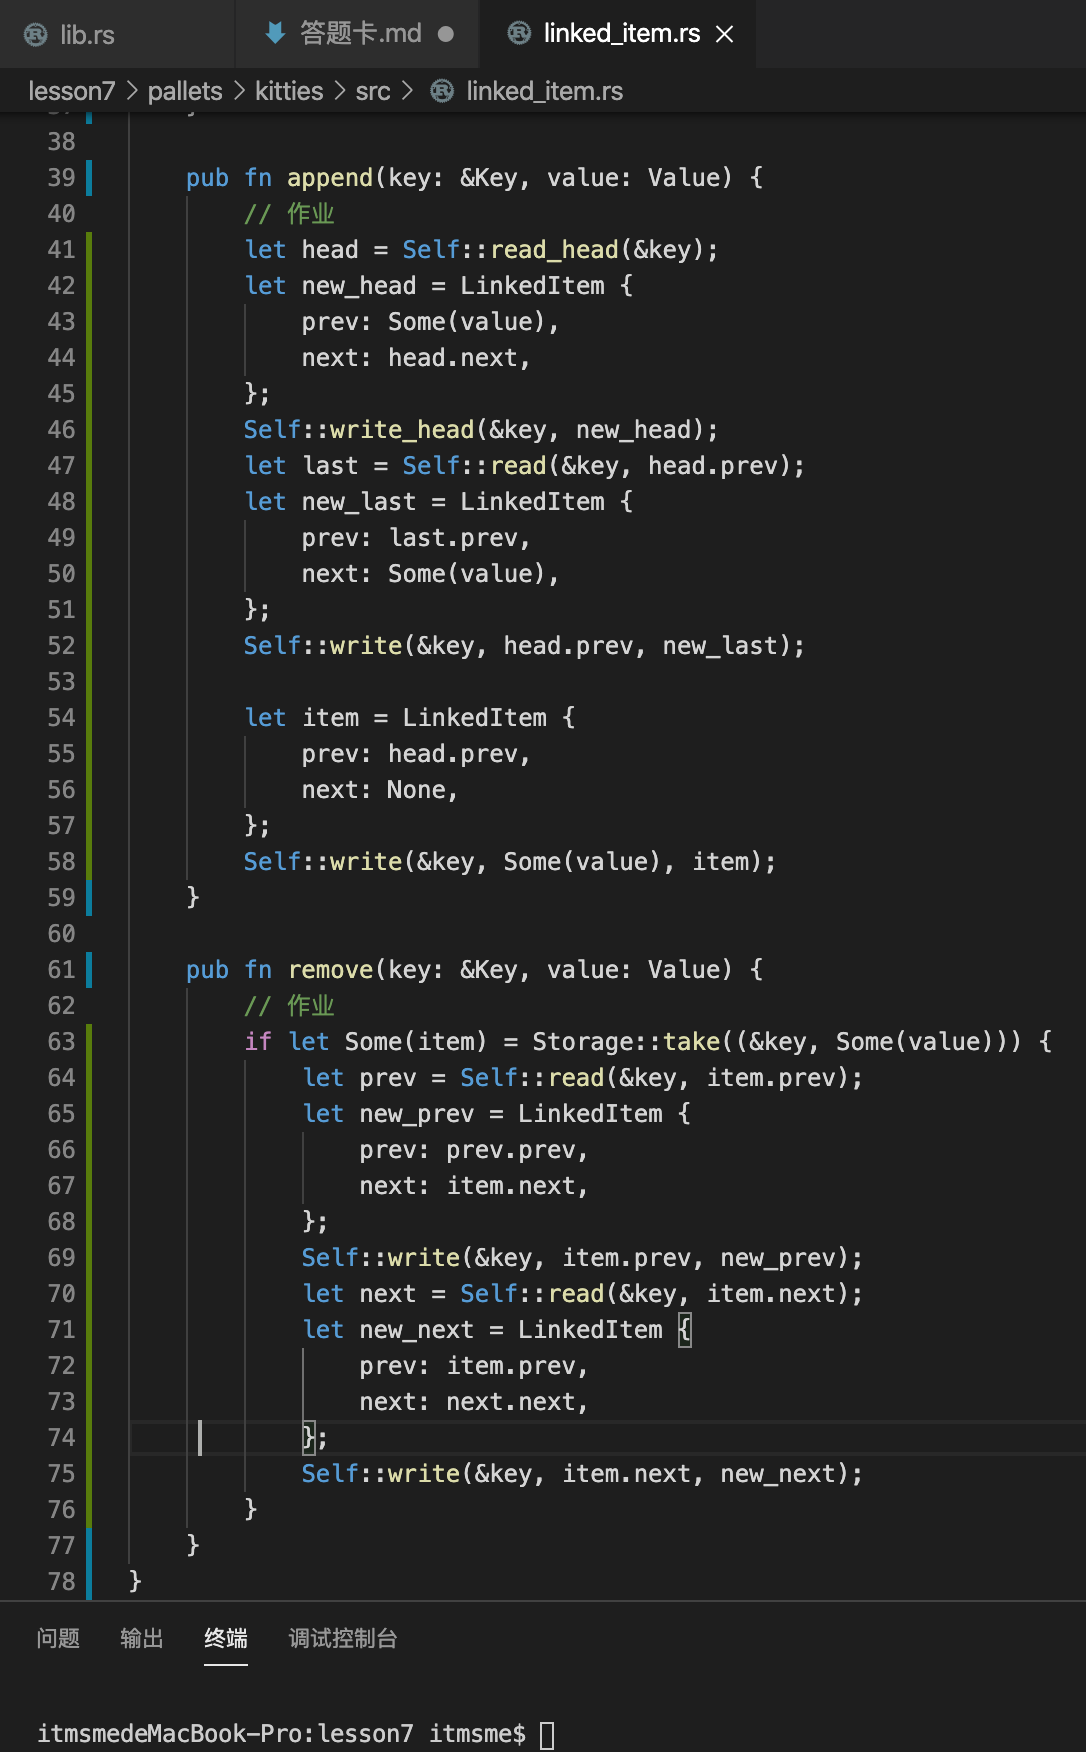 lib.rs 答题卡.md linked_item.rs
lesson7 > pallets > kitties > src > linked_item.rs
38
39 pub fn append(key: &Key, value: Value) {
40 // 作业
41 let head = Self::read_head(&key);
42 let new_head = LinkedItem {
43 prev: Some(value),
44 next: head.next,
45 };
46 Self::write_head(&key, new_head);
47 let last = Self::read(&key, head.prev);
48 let new_last = LinkedItem {
49 prev: last.prev,
50 next: Some(value),
51 };
52 Self::write(&key, head.prev, new_last);
53
54 let item = LinkedItem {
55 prev: head.prev,
56 next: None,
57 };
58 Self::write(&key, Some(value), item);
59 }
60
61 pub fn remove(key: &Key, value: Value) {
62 // 作业
63 if let Some(item) = Storage::take((&key, Some(value))) {
64 let prev = Self::read(&key, item.prev);
65 let new_prev = LinkedItem {
66 prev: prev.prev,
67 next: item.next,
68 };
69 Self::write(&key, item.prev, new_prev);
70 let next = Self::read(&key, item.next);
71 let new_next = LinkedItem {
72 prev: item.prev,
73 next: next.next,
74 };
75 Self::write(&key, item.next, new_next);
76 }
77 }
78 }
问题 输出 终端 调试控制台
itmsmedeMacBook-Pro:lesson7 itmsme$